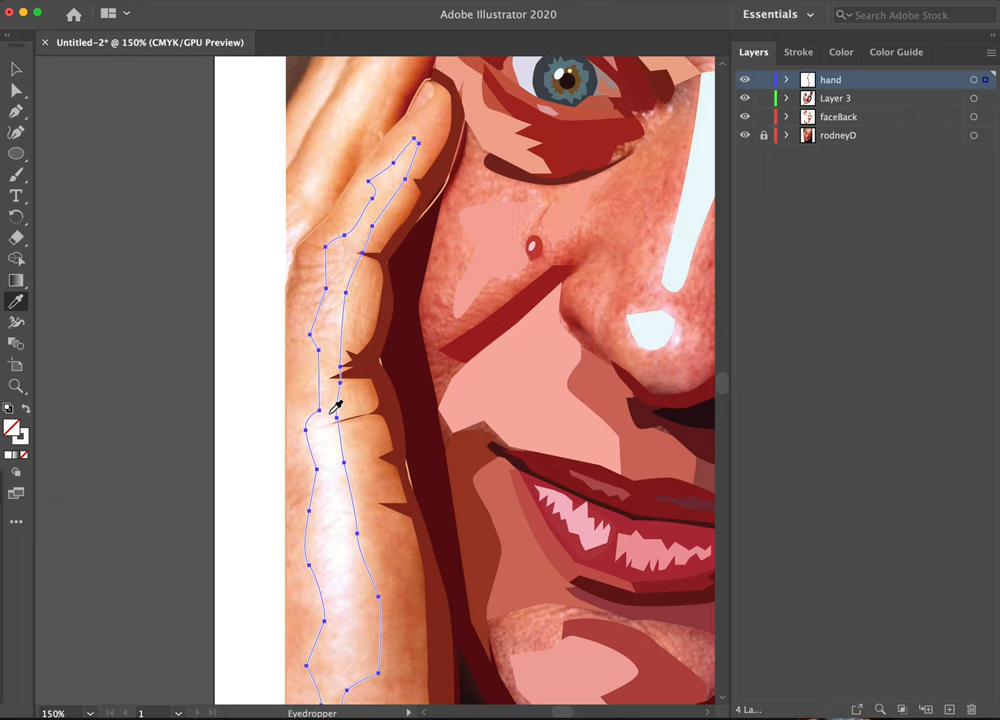 Adobe Illustrator 2020
Essentials
Search Adobe Stock
Untitled-2* @ 150% (CMYK/GPU Preview)
Layers
Stroke
Color
Color Guide
hand
Layer 3
faceBack
rodneyD
150%
1
Eyedropper
4 La...